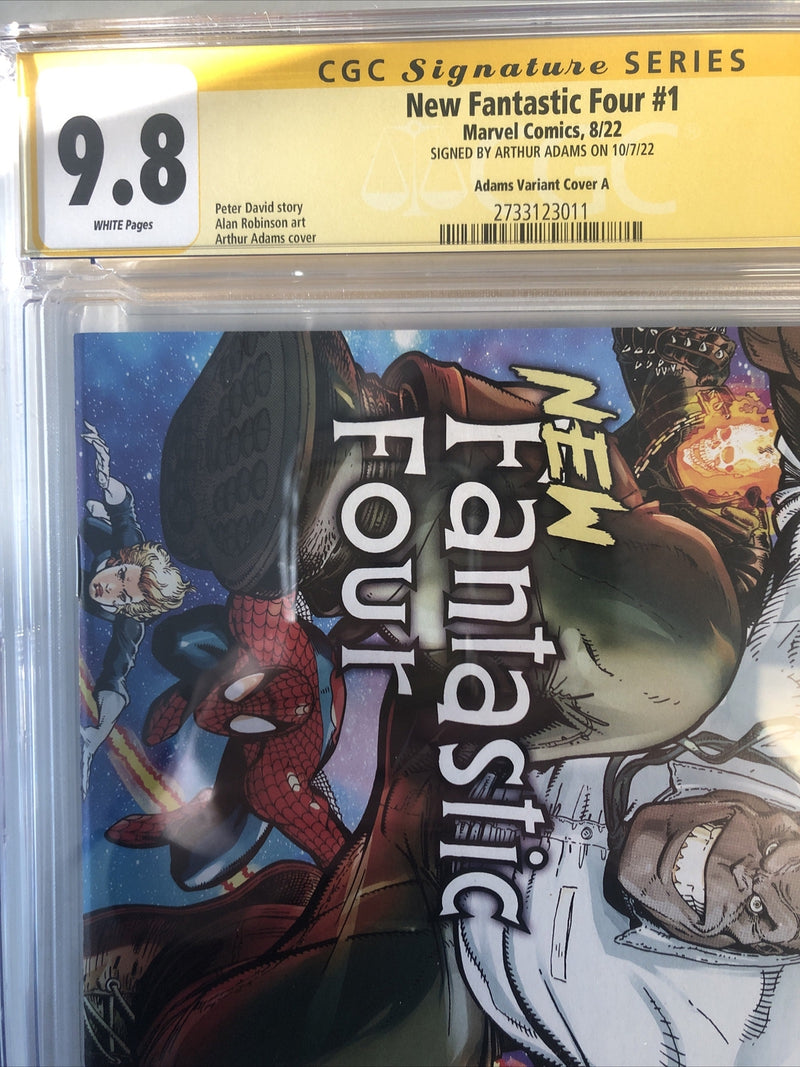 CGC Signature SERIES
New Fantastic Four #1
Marvel Comics, 8/22
SIGNED BY ARTHUR ADAMS ON 10/7/22
Adams Variant Cover A
2733123011
9.8
WHITE Pages
Peter David story
Alan Robinson art
Arthur Adams cover
CGC
NEW
Fantastic
Four